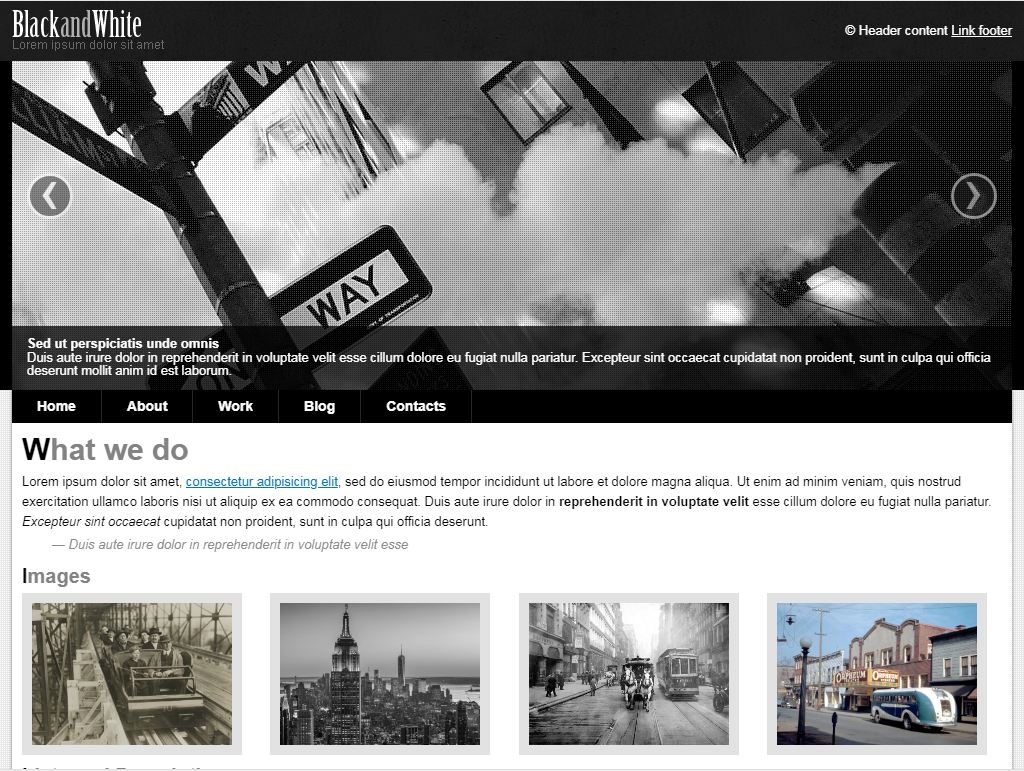 BlackandWhite
Lorem ipsum dolor sit amet
© Header content Link footer
WAY
Sed ut perspiciatis unde omnis
Duis aute irure dolor in reprehenderit in voluptate velit esse cillum dolore eu fugiat nulla pariatur. Excepteur sint occaecat cupidatat non proident, sunt in culpa qui officia
deserunt mollit anim id est laborum.
Home About Work Blog Contacts
What we do
Lorem ipsum dolor sit amet, consectetur adipisicing elit, sed do eiusmod tempor incididunt ut labore et dolore magna aliqua. Ut enim ad minim veniam, quis nostrud
exercitation ullamco laboris nisi ut aliquip ex ea commodo consequat. Duis aute irure dolor in reprehenderit in voluptate velit esse cillum dolore eu fugiat nulla pariatur.
Excepteur sint occaecat cupidatat non proident, sunt in culpa qui officia deserunt.
— Duis aute irure dolor in reprehenderit in voluptate velit esse
Images
ORPHEUM
ORPHEUM